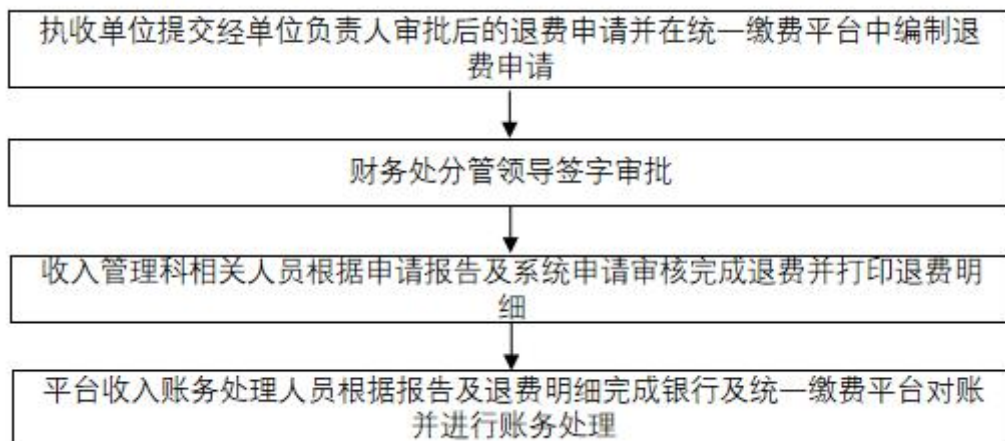 执收单位提交经单位负责人审批后的退费申请并在统一缴费平台中编制退
费申请
财务处分管领导签字审批
收入管理科相关人员根据申请报告及系统申请审核完成退费并打印退费明
细
平台收入账务处理人员根据报告及退费明细完成银行及统一缴费平台对账
并进行账务处理